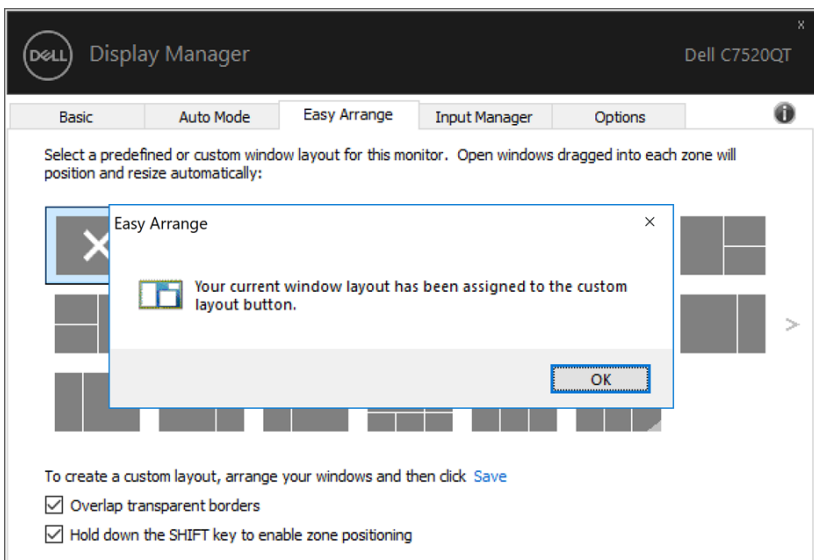 x
DELL
Display Manager
Dell C7520QT
Basic
Auto Mode
Easy Arrange
Input Manager
Options
i
Select a predefined or custom window layout for this monitor.  Open windows dragged into each zone will
position and resize automatically:
Easy Arrange
Your current window layout has been assigned to the custom
layout button.
OK
To create a custom layout, arrange your windows and then click Save
Overlap transparent borders
Hold down the SHIFT key to enable zone positioning